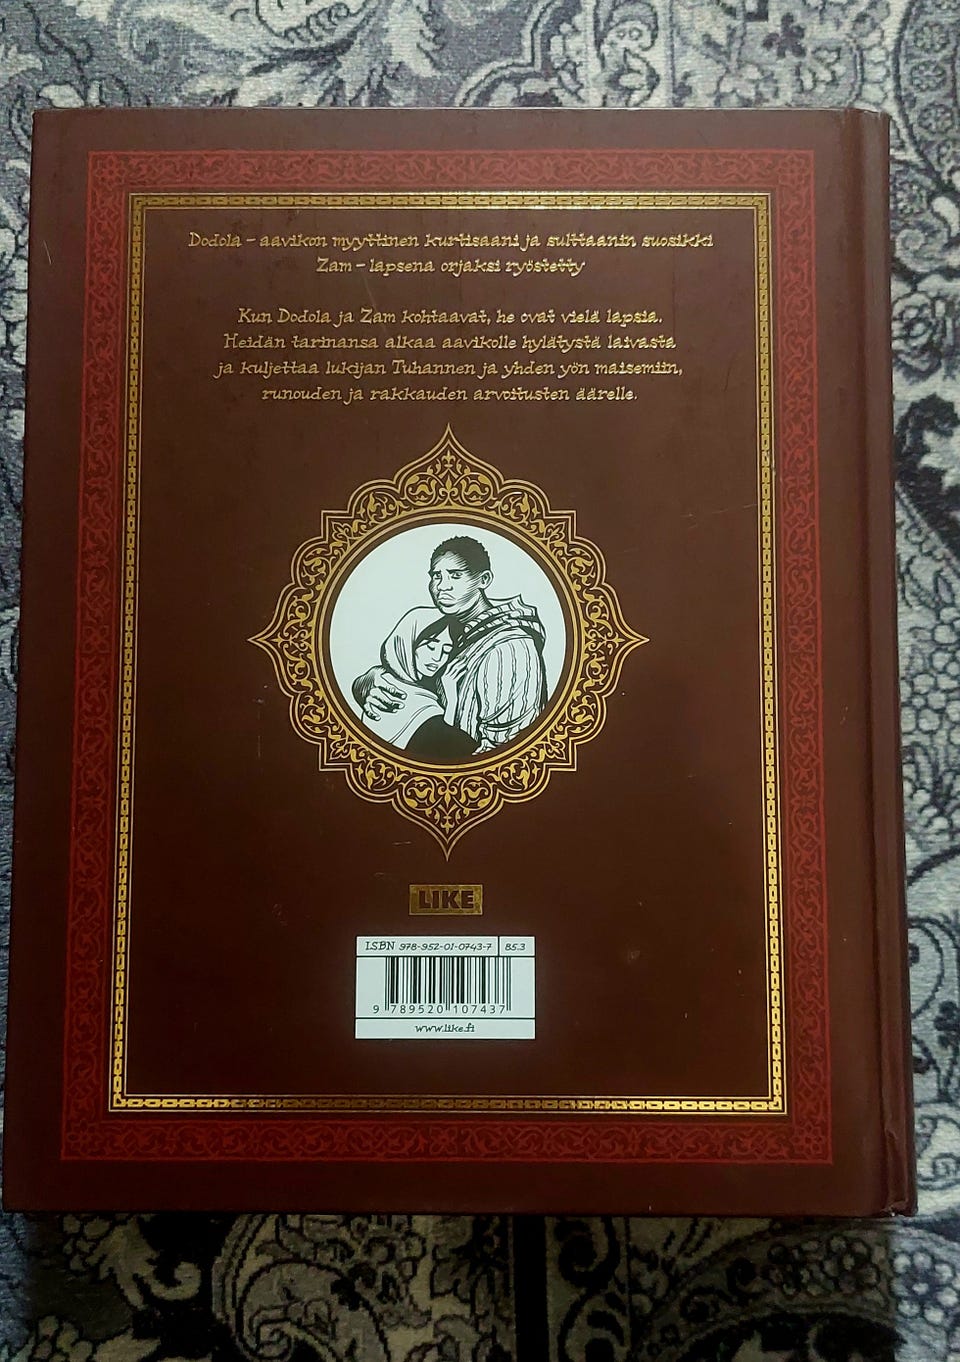 Dodola – aavikon myyttinen kurtisaani ja sulttaanin suosikki
Zam – lapsena orjaksi ryöstetty
Kun Dodola ja Zam kohtaavat, he ovat vielä lapsia.
Heidän tarinansa alkaa aavikolle hylätystä laivasta
ja kuljettaa lukijan Tuhannen ja yhden yön maisemiin,
runouden ja rakkauden arvoitusten äärelle.
LIKE
ISBN 978-952-01-0743-7 85.3
9 789520 107437
www.like.fi